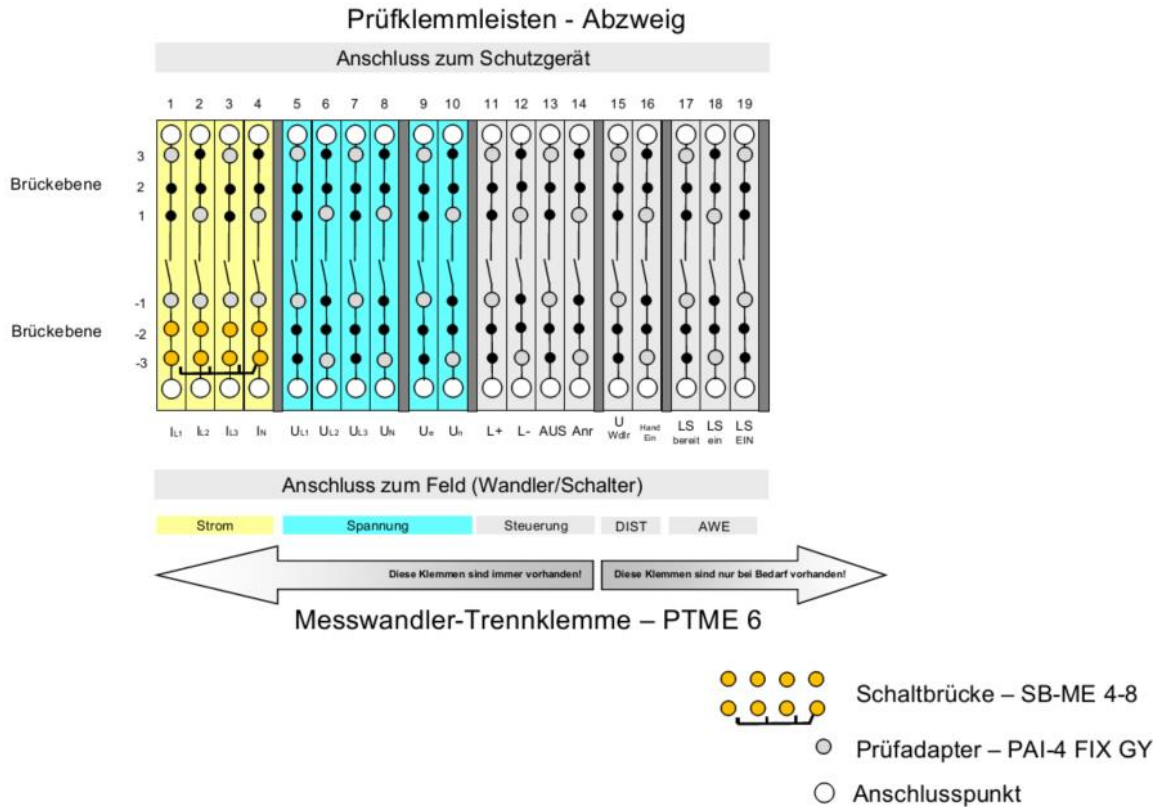 Prüfklemmleisten - Abzweig
Anschluss zum Schutzgerät
1 2 3 4 5 6 7 8 9 10 11 12 13 14 15 16 17 18 19
3
Brückebene 2
1
-1
Brückebene -2
-3
IL1 IL2 IL3 IN UL1 UL2 UL3 UN Ue Un L+ L- AUS Anr U Wdlr Hand Ein LS bereit LS ein LS EIN
Anschluss zum Feld (Wandler/Schalter)
Strom Spannung Steuerung DIST AWE
Diese Klemmen sind immer vorhanden! Diese Klemmen sind nur bei Bedarf vorhanden!
Messwandler-Trennklemme – PTME 6
Schaltbrücke – SB-ME 4-8
Prüfadapter – PAI-4 FIX GY
Anschlusspunkt